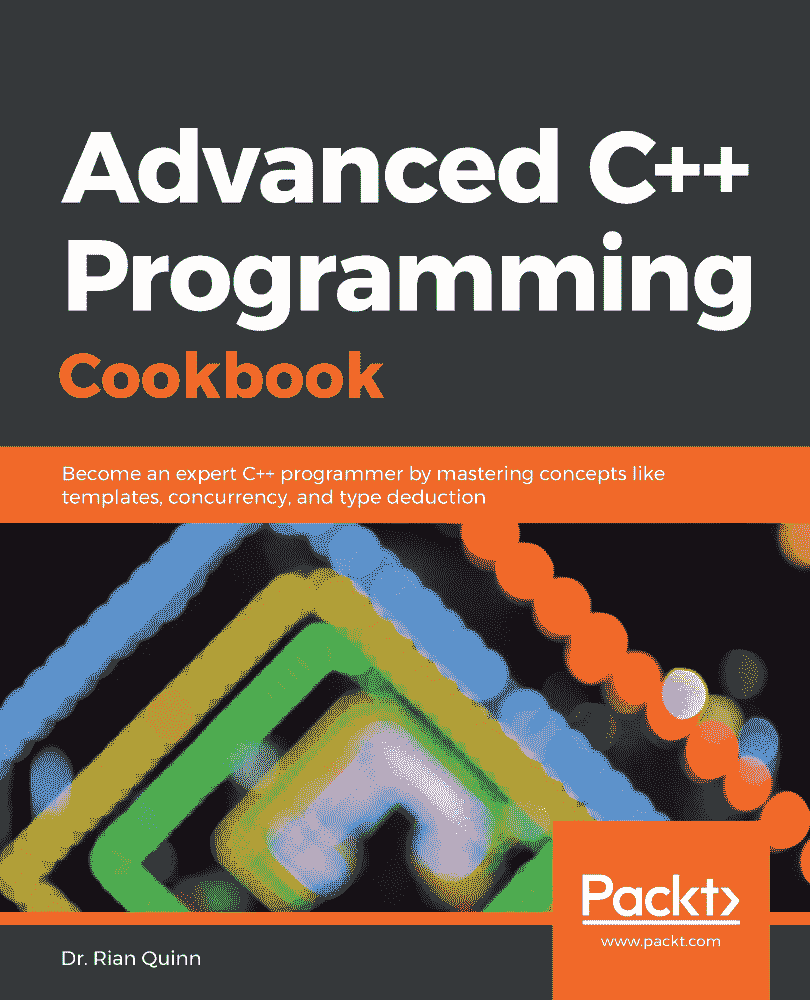 Advanced C++
Programming
Cookbook
Become an expert C++ programmer by mastering concepts like
templates, concurrency, and type deduction
Packt>
www.packt.com
Dr. Rian Quinn